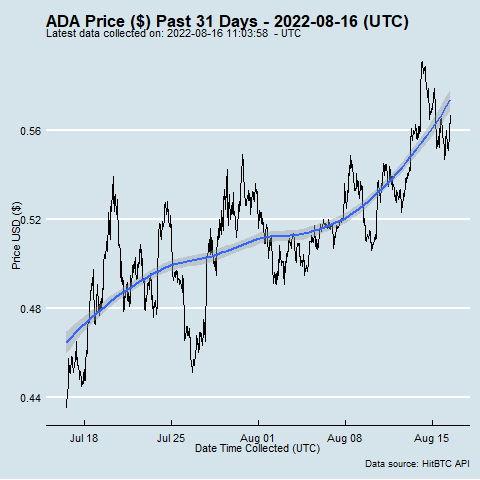 ADA Price ($) Past 31 Days - 2022-08-16 (UTC)
Latest data collected on: 2022-08-16 11:03:58  - UTC
0.56
0.52
0.48
0.44
Price USD ($)
Jul 18 Jul 25 Aug 01 Aug 08 Aug 15
Date Time Collected (UTC)
Data source: HitBTC API